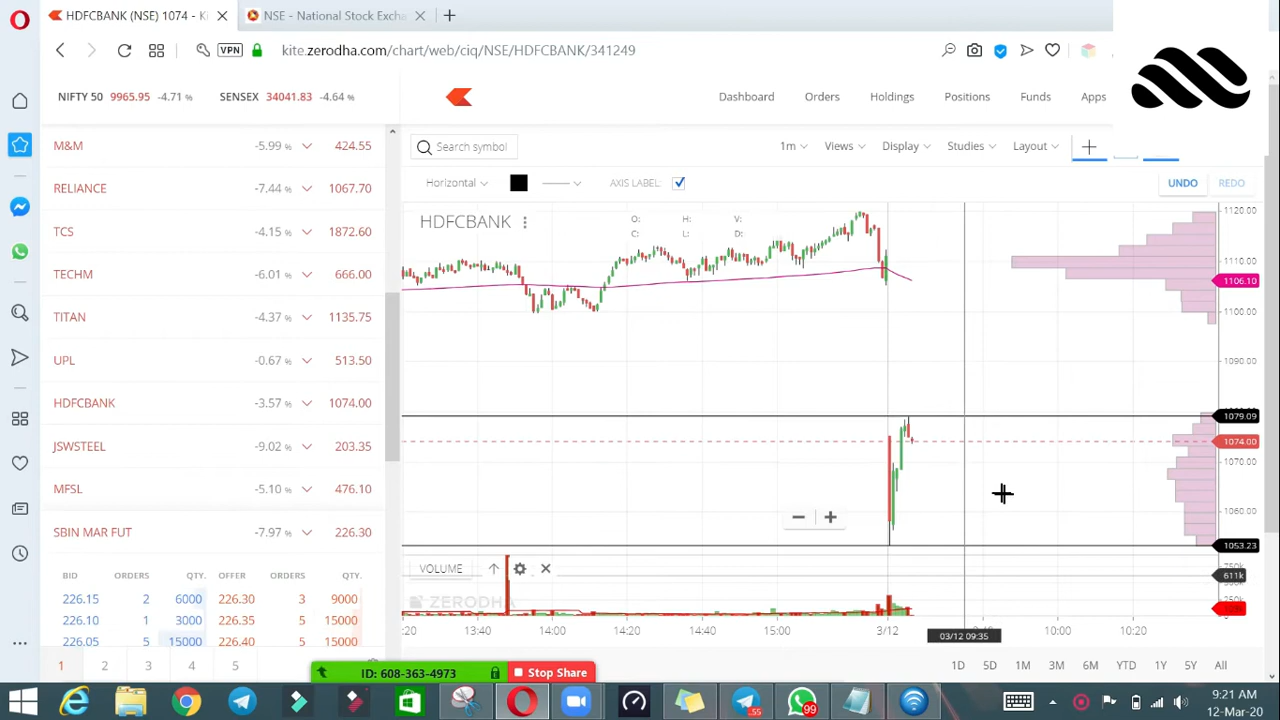 HDFCBANK (NSE) 1074 - Ki
NSE - National Stock Excha
VPN
kite.zerodha.com/chart/web/ciq/NSE/HDFCBANK/341249
NIFTY 50 9965.95 -4.71 % SENSEX 34041.83 -4.64 %
Dashboard Orders Holdings Positions Funds Apps
M&M -5.99 % 424.55
RELIANCE -7.44 % 1067.70
TCS -4.15 % 1872.60
TECHM -6.01 % 666.00
TITAN -4.37 % 1135.75
UPL -0.67 % 513.50
HDFCBANK -3.57 % 1074.00
JSWSTEEL -9.02 % 203.35
MFSL -5.10 % 476.10
SBIN MAR FUT -7.97 % 226.30
BID ORDERS QTY. OFFER ORDERS QTY.
226.15 2 6000 226.30 3 9000
226.10 1 3000 226.35 5 15000
226.05 5 15000 226.40 5 15000
1 2 3 4 5
Search symbol
1m Views Display Studies Layout
Horizontal AXIS LABEL: UNDO REDO
HDFCBANK
O: H: V:
C: L: D:
1120.00
1110.00
1106.10
1100.00
1090.00
1079.09
1074.00
1070.00
1060.00
1053.23
VOLUME
611k
ZERODHA
:20 13:40 14:00 14:20 14:40 15:00 3/12 10:00 10:20
03/12 09:35
1D 5D 1M 3M 6M YTD 1Y 5Y All
ID: 608-363-4973 Stop Share
55
99
9:21 AM
12-Mar-20